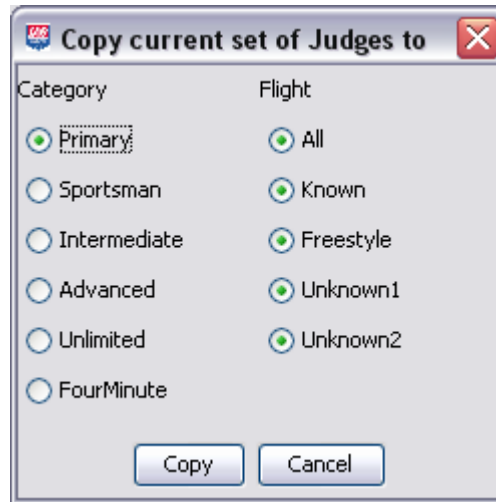 Copy current set of Judges to
Category Flight
Primary All
Sportsman Known
Intermediate Freestyle
Advanced Unknown1
Unlimited Unknown2
FourMinute
Copy Cancel